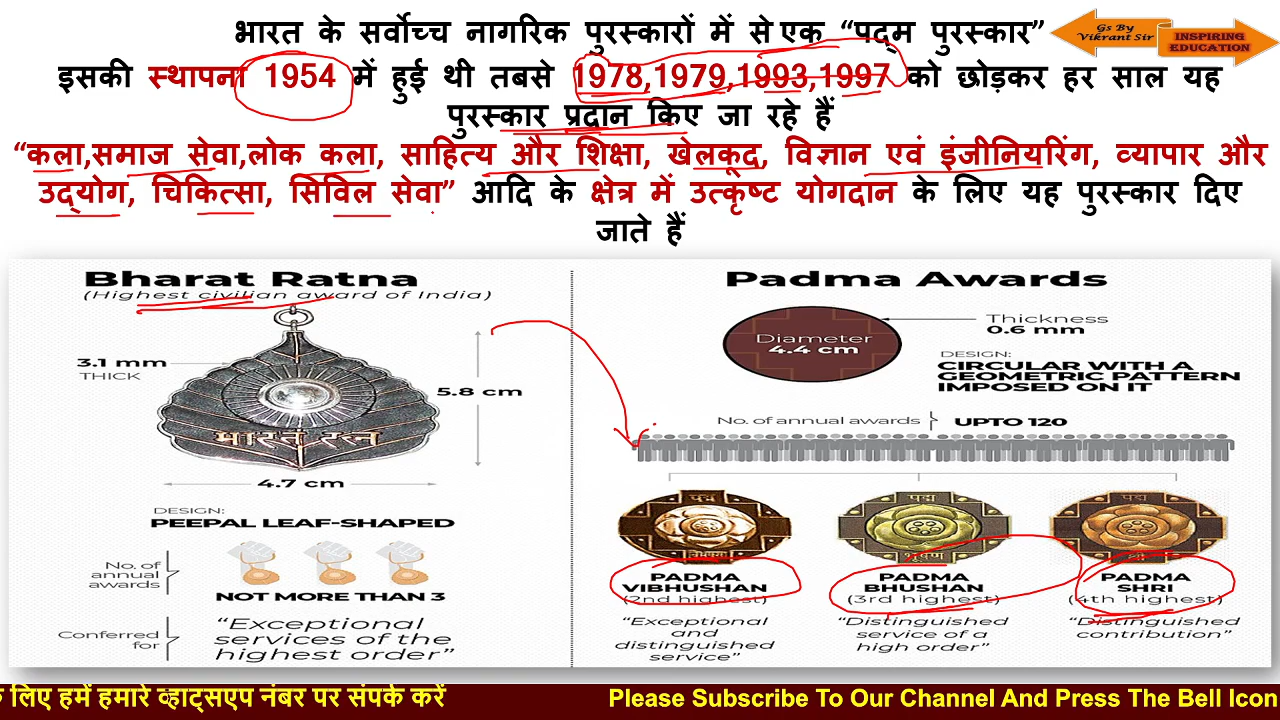 भारत के सर्वोच्च नागरिक पुरस्कारों में से एक “पद्म पुरस्कार”
Gs By
Vikrant Sir
INSPIRING
EDUCATION
इसकी स्थापना 1954 में हुई थी तबसे 1978,1979,1993,1997 को छोड़कर हर साल यह
पुरस्कार प्रदान किए जा रहे हैं
“कला,समाज सेवा,लोक कला, साहित्य और शिक्षा, खेलकूद, विज्ञान एवं इंजीनियरिंग, व्यापार और
उद्योग, चिकित्सा, सिविल सेवा” आदि के क्षेत्र में उत्कृष्ट योगदान के लिए यह पुरस्कार दिए
जाते हैं
Bharat Ratna
(Highest civilian award of India)
3.1 mm
THICK
5.8 cm
भारत रत्न
4.7 cm
DESIGN:
PEEPAL LEAF-SHAPED
No. of
annual
awards
NOT MORE THAN 3
Conferred
for
“Exceptional
services of the
highest order”
Padma Awards
Diameter
4.4 cm
Thickness
0.6 mm
DESIGN:
CIRCULAR WITH A
GEOMETRIC PATTERN
IMPOSED ON IT
No. of annual awards
UPTO 120
पद्म
विभूषण
PADMA
VIBHUSHAN
(2nd highest)
“Exceptional
and
distinguished
service”
पद्म
भूषण
PADMA
BHUSHAN
(3rd highest)
“Distinguished
service of a
high order”
पद्म
श्री
PADMA
SHRI
(4th highest)
“Distinguished
contribution”
के लिए हमें हमारे व्हाट्सएप नंबर पर संपर्क करें
Please Subscribe To Our Channel And Press The Bell Icon